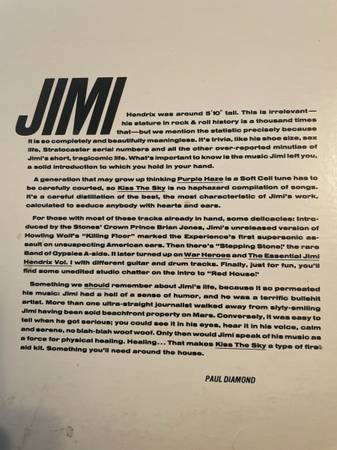 JIMI
Hendrix was around 5'10" tall. This is irrelevant—
his stature in rock & roll history is a thousand times
that—but we mention the statistic precisely because
it is so completely and beautifully meaningless. It's trivia, like his shoe size, sex
life, Stratocaster serial numbers and all the other over-reported minutiae of
Jimi's short, tragicomic life. What's important to know is the music Jimi left you,
a solid introduction to which you hold in your hand.
A generation that may grow up thinking Purple Haze is a Soft Cell tune has to
be carefully courted, so Kiss The Sky is no haphazard compilation of songs.
It's a careful distillation of the best, the most characteristic of Jimi's work,
calculated to seduce anybody with hearts and ears.
For those with most of these tracks already in hand, some delicacies: Intro-
duced by the Stones' Crown Prince Brian Jones, Jimi's unreleased version of
Howling Wolf's "Killing Floor" marked the Experience's first supersonic as-
sault on unsuspecting American ears. Then there's "Stepping Stone," the rare
Band of Gypsies A-side. It later turned up on War Heroes and The Essential Jimi
Hendrix Vol. I with different guitar and drum tracks. Finally, just for fun, you'll
find some unedited studio chatter on the intro to "Red House."
Something we should remember about Jimi's life, because it so permeated
his music: Jimi had a hell of a sense of humor, and he was a terrific bullshit
artist. More than one ultra-straight journalist walked away from slyly-smiling
Jimi having been sold beachfront property on Mars. Conversely, it was easy to
tell when he got serious; you could see it in his eyes, hear it in his voice, calm
and serene, no blah-blah woof woof. Only then would Jimi speak of his music as
a force for physical healing. Healing... That makes Kiss The Sky a type of first
aid kit. Something you'll need around the house.
PAUL DIAMOND